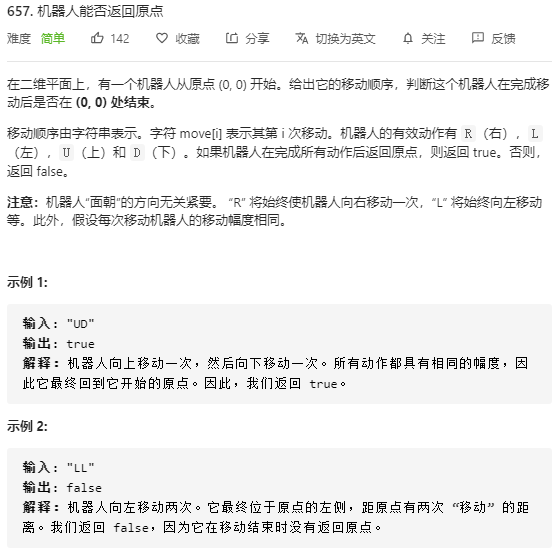 657. 机器人能否返回原点
难度 简单 142 收藏 分享 切换为英文 关注 反馈
在二维平面上，有一个机器人从原点 (0, 0) 开始。给出它的移动顺序，判断这个机器人在完成移
动后是否在 (0, 0) 处结束。
移动顺序由字符串表示。字符 move[i] 表示其第 i 次移动。机器人的有效动作有 R（右），L
（左），U（上）和 D（下）。如果机器人在完成所有动作后返回原点，则返回 true。否则，
返回 false。
注意：机器人“面朝”的方向无关紧要。 “R” 将始终使机器人向右移动一次，“L” 将始终向左移动
等。此外，假设每次移动机器人的移动幅度相同。
示例 1:
输入: "UD"
输出: true
解释：机器人向上移动一次，然后向下移动一次。所有动作都具有相同的幅度，因
此它最终回到它开始的原点。因此，我们返回 true。
示例 2:
输入: "LL"
输出: false
解释：机器人向左移动两次。它最终位于原点的左侧，距原点有两次 “移动” 的距
离。我们返回 false，因为它在移动结束时没有返回原点。